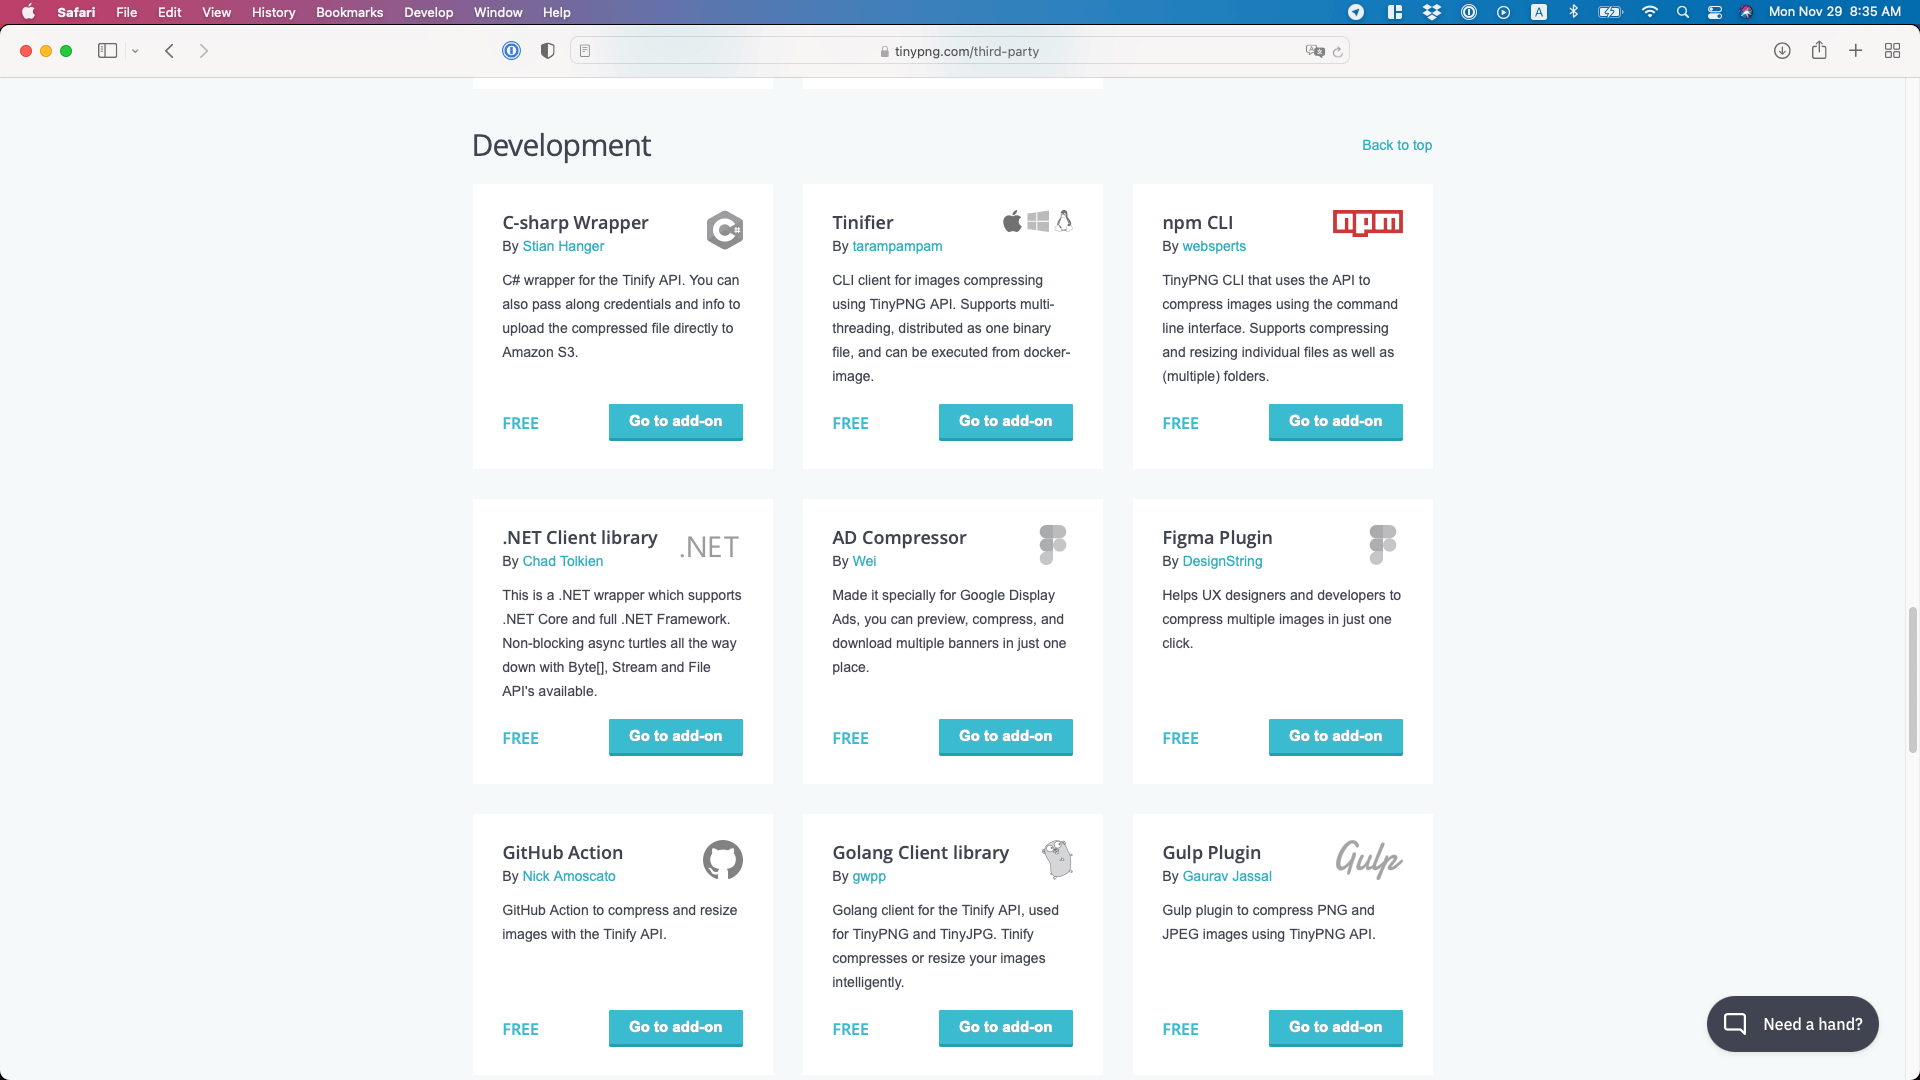 Safari File Edit View History Bookmarks Develop Window Help
A
Mon Nov 29 8:35 AM
tinypng.com/third-party
Development
Back to top
C-sharp Wrapper
By Stian Hanger
C# wrapper for the Tinify API. You can
also pass along credentials and info to
upload the compressed file directly to
Amazon S3.
FREE
Go to add-on
Tinifier
By tarampampam
CLI client for images compressing
using TinyPNG API. Supports multi-
threading, distributed as one binary
file, and can be executed from docker-
image.
FREE
Go to add-on
npm CLI
npm
By websperts
TinyPNG CLI that uses the API to
compress images using the command
line interface. Supports compressing
and resizing individual files as well as
(multiple) folders.
FREE
Go to add-on
.NET Client library
.NET
By Chad Tolkien
This is a .NET wrapper which supports
.NET Core and full .NET Framework.
Non-blocking async turtles all the way
down with Byte[], Stream and File
API's available.
FREE
Go to add-on
AD Compressor
By Wei
Made it specially for Google Display
Ads, you can preview, compress, and
download multiple banners in just one
place.
FREE
Go to add-on
Figma Plugin
By DesignString
Helps UX designers and developers to
compress multiple images in just one
click.
FREE
Go to add-on
GitHub Action
By Nick Amoscato
GitHub Action to compress and resize
images with the Tinify API.
FREE
Go to add-on
Golang Client library
By gwpp
Golang client for the Tinify API, used
for TinyPNG and TinyJPG. Tinify
compresses or resize your images
intelligently.
FREE
Go to add-on
Gulp Plugin
Gulp
By Gaurav Jassal
Gulp plugin to compress PNG and
JPEG images using TinyPNG API.
FREE
Go to add-on
Need a hand?